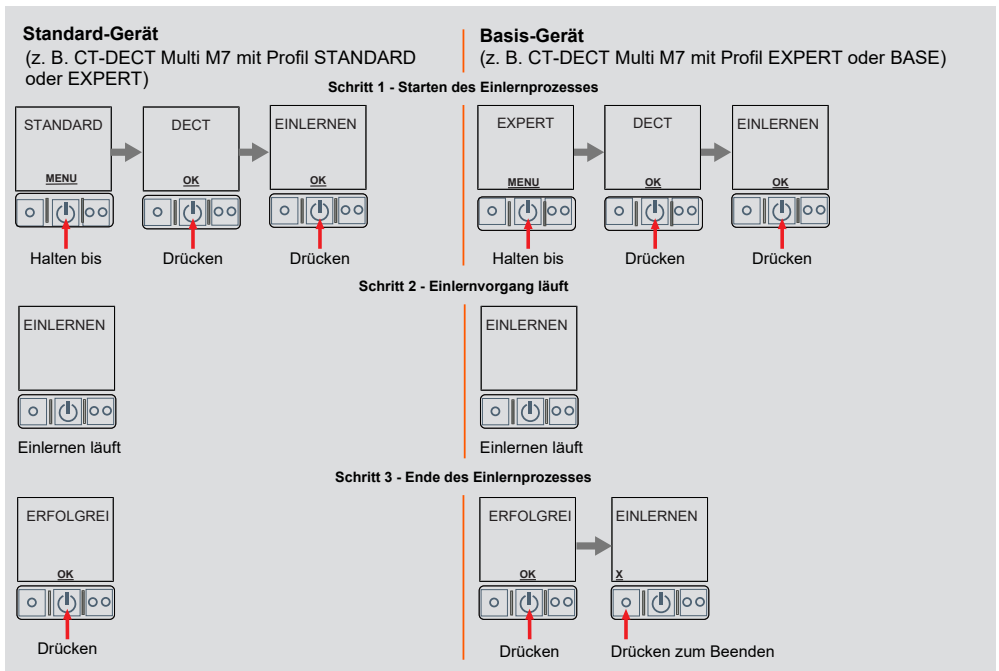 Standard-Gerät
(z. B. CT-DECT Multi M7 mit Profil STANDARD
oder EXPERT)
Basis-Gerät
(z. B. CT-DECT Multi M7 mit Profil EXPERT oder BASE)
Schritt 1 - Starten des Einlernprozesses
STANDARD
MENU
DECT
OK
EINLERNEN
OK
EXPERT
MENU
DECT
OK
EINLERNEN
OK
Halten bis
Drücken
Drücken
Halten bis
Drücken
Drücken
Schritt 2 - Einlernvorgang läuft
EINLERNEN
EINLERNEN
Einlernen läuft
Einlernen läuft
Schritt 3 - Ende des Einlernprozesses
ERFOLGREI
OK
ERFOLGREI
OK
EINLERNEN
X
Drücken
Drücken
Drücken zum Beenden